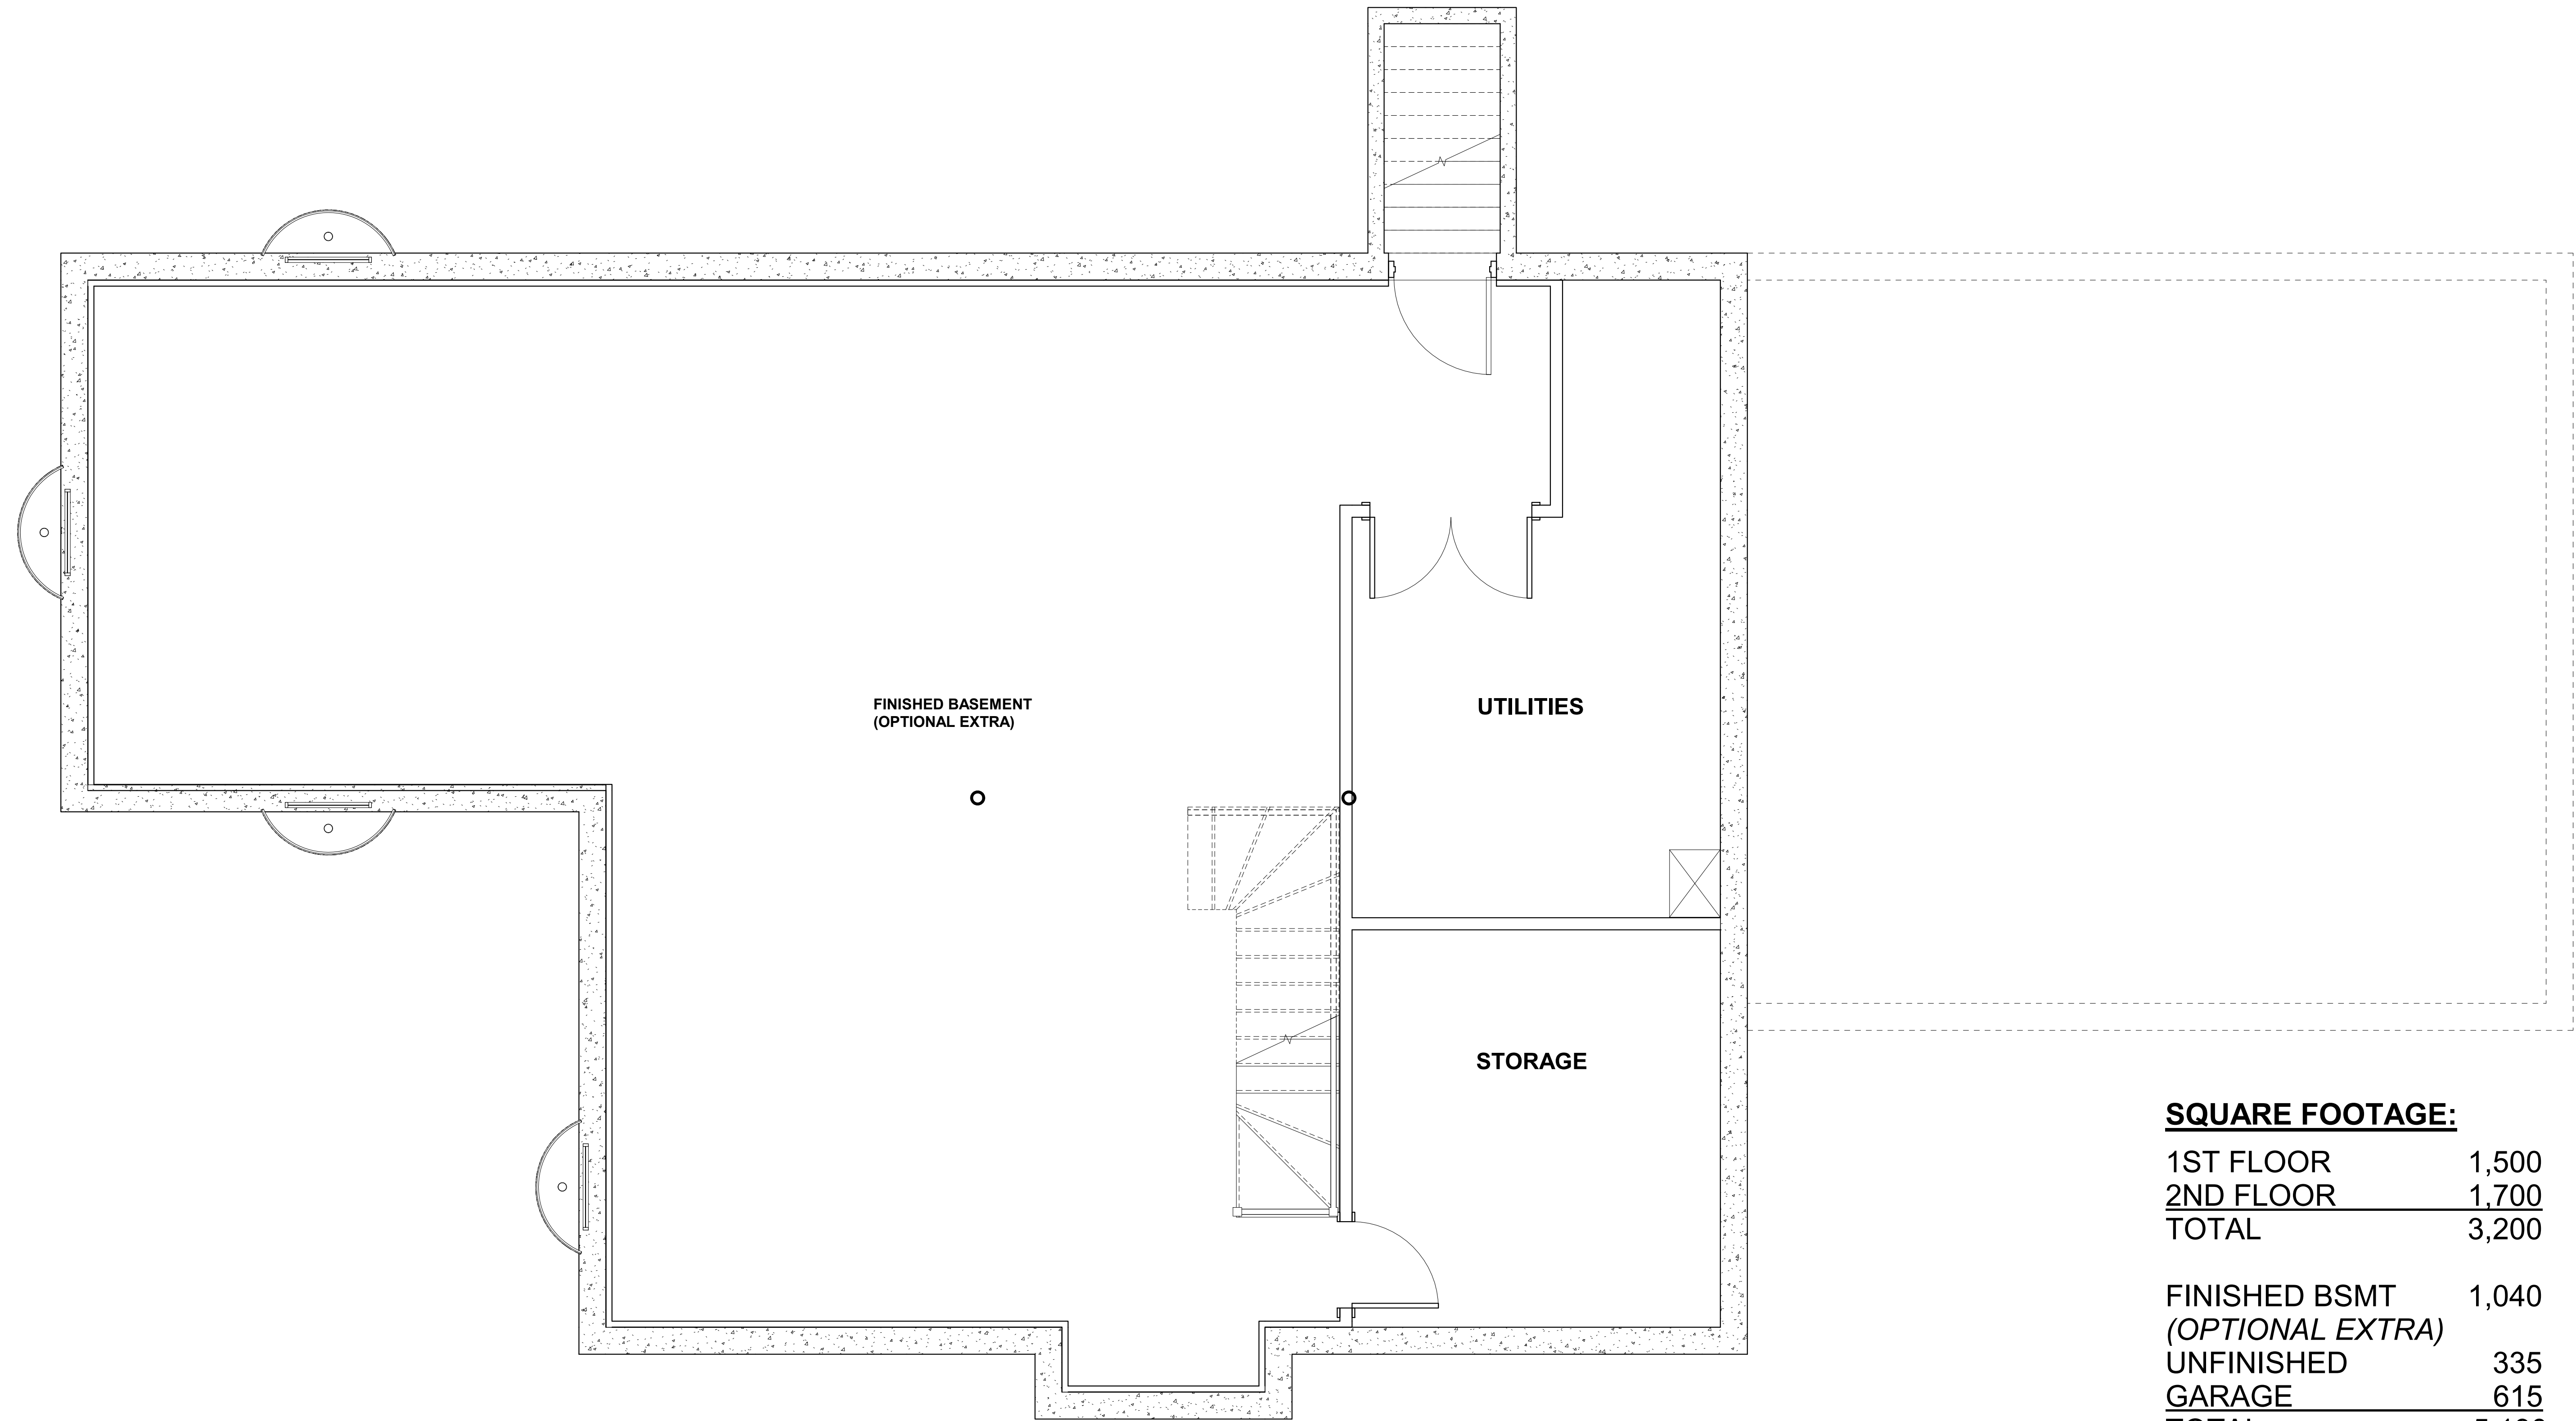 FINISHED BASEMENT
(OPTIONAL EXTRA)
UTILITIES
STORAGE
SQUARE FOOTAGE:
1ST FLOOR 1,500
2ND FLOOR 1,700
TOTAL 3,200
FINISHED BSMT 1,040
(OPTIONAL EXTRA)
UNFINISHED 335
GARAGE 615